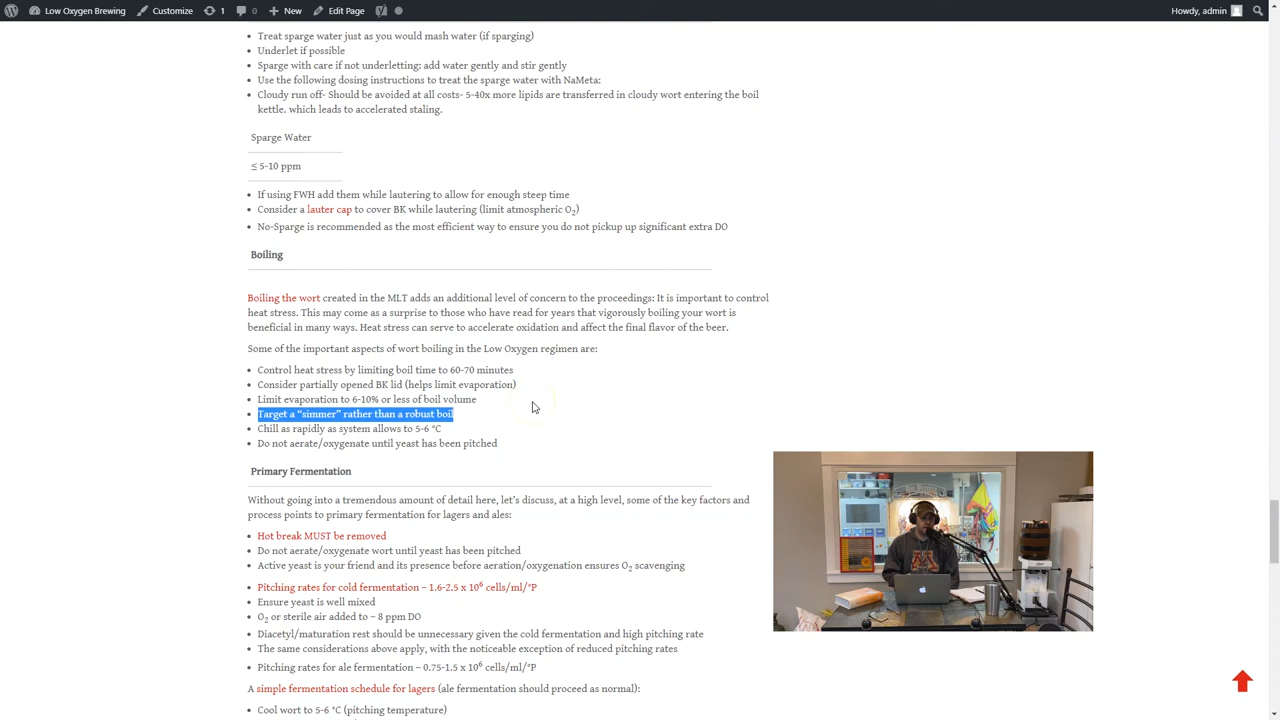 Low Oxygen Brewing Customize 1 0 New Edit Page Howdy, admin
Treat sparge water just as you would mash water (if sparging)
Underlet if possible
Sparge with care if not underletting: add water gently and stir gently
Use the following dosing instructions to treat the sparge water with NaMeta:
Cloudy run off- Should be avoided at all costs- 5-40x more lipids are transferred in cloudy wort entering the boil
kettle. which leads to accelerated staling.
Sparge Water
≤ 5-10 ppm
If using FWH add them while lautering to allow for enough steep time
Consider a lauter cap to cover BK while lautering (limit atmospheric O2)
No-Sparge is recommended as the most efficient way to ensure you do not pickup up significant extra DO
Boiling
Boiling the wort created in the MLT adds an additional level of concern to the proceedings: It is important to control
heat stress. This may come as a surprise to those who have read for years that vigorously boiling your wort is
beneficial in many ways. Heat stress can serve to accelerate oxidation and affect the final flavor of the beer.
Some of the important aspects of wort boiling in the Low Oxygen regimen are:
Control heat stress by limiting boil time to 60-70 minutes
Consider partially opened BK lid (helps limit evaporation)
Limit evaporation to 6-10% or less of boil volume
Target a “simmer” rather than a robust boil
Chill as rapidly as system allows to 5-6 °C
Do not aerate/oxygenate until yeast has been pitched
Primary Fermentation
Without going into a tremendous amount of detail here, let’s discuss, at a high level, some of the key factors and
process points to primary fermentation for lagers and ales:
Hot break MUST be removed
Do not aerate/oxygenate wort until yeast has been pitched
Active yeast is your friend and its presence before aeration/oxygenation ensures O2 scavenging
Pitching rates for cold fermentation – 1.6-2.5 x 10⁶ cells/ml/°P
Ensure yeast is well mixed
O2 or sterile air added to ~ 8 ppm DO
Diacetyl/maturation rest should be unnecessary given the cold fermentation and high pitching rate
The same considerations above apply, with the noticeable exception of reduced pitching rates
Pitching rates for ale fermentation – 0.75-1.5 x 10⁶ cells/ml/°P
A simple fermentation schedule for lagers (ale fermentation should proceed as normal):
Cool wort to 5-6 °C (pitching temperature)